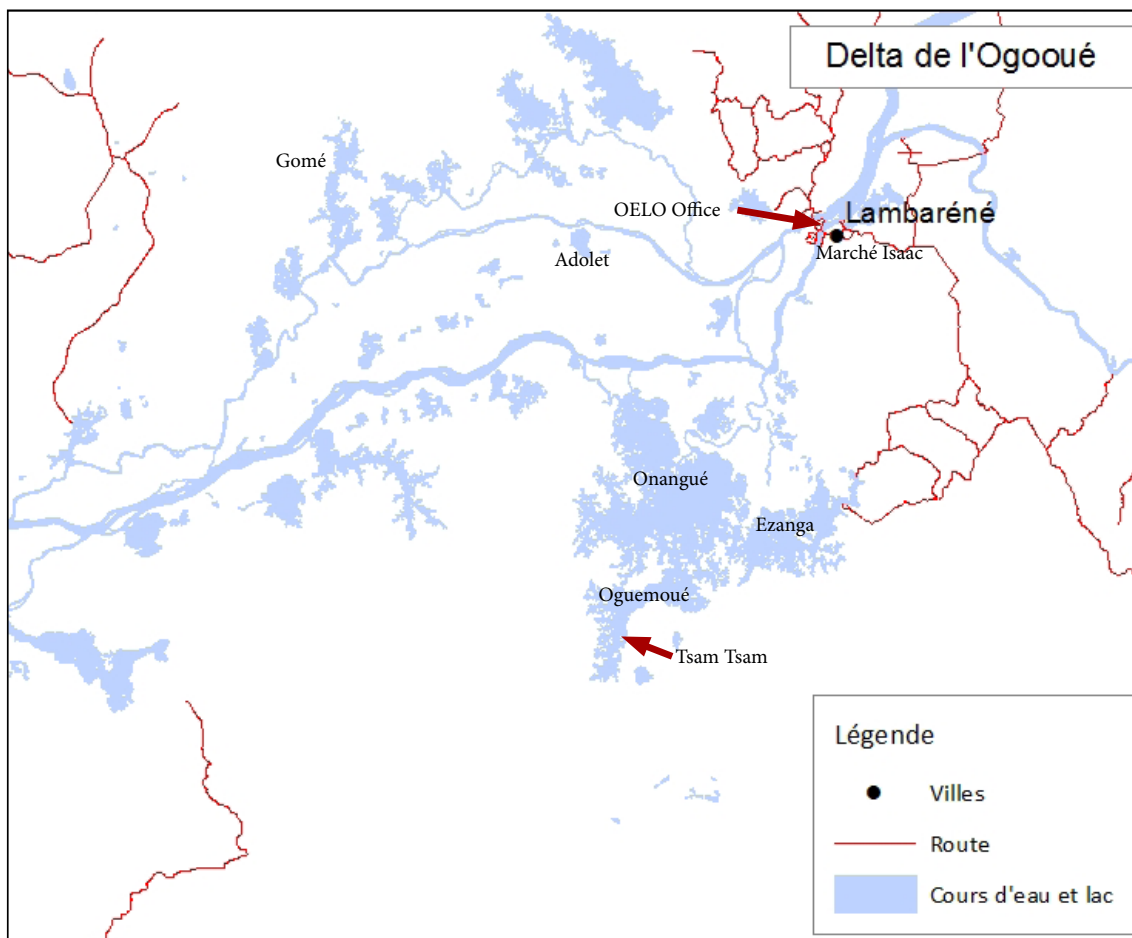 Delta de l'Ogooué
Gomé
OELO Office
Lambaréné
Marché Isaac
Adolet
Onangué
Ezanga
Oguemoué
Tsam Tsam
Légende
Villes
Route
Cours d'eau et lac